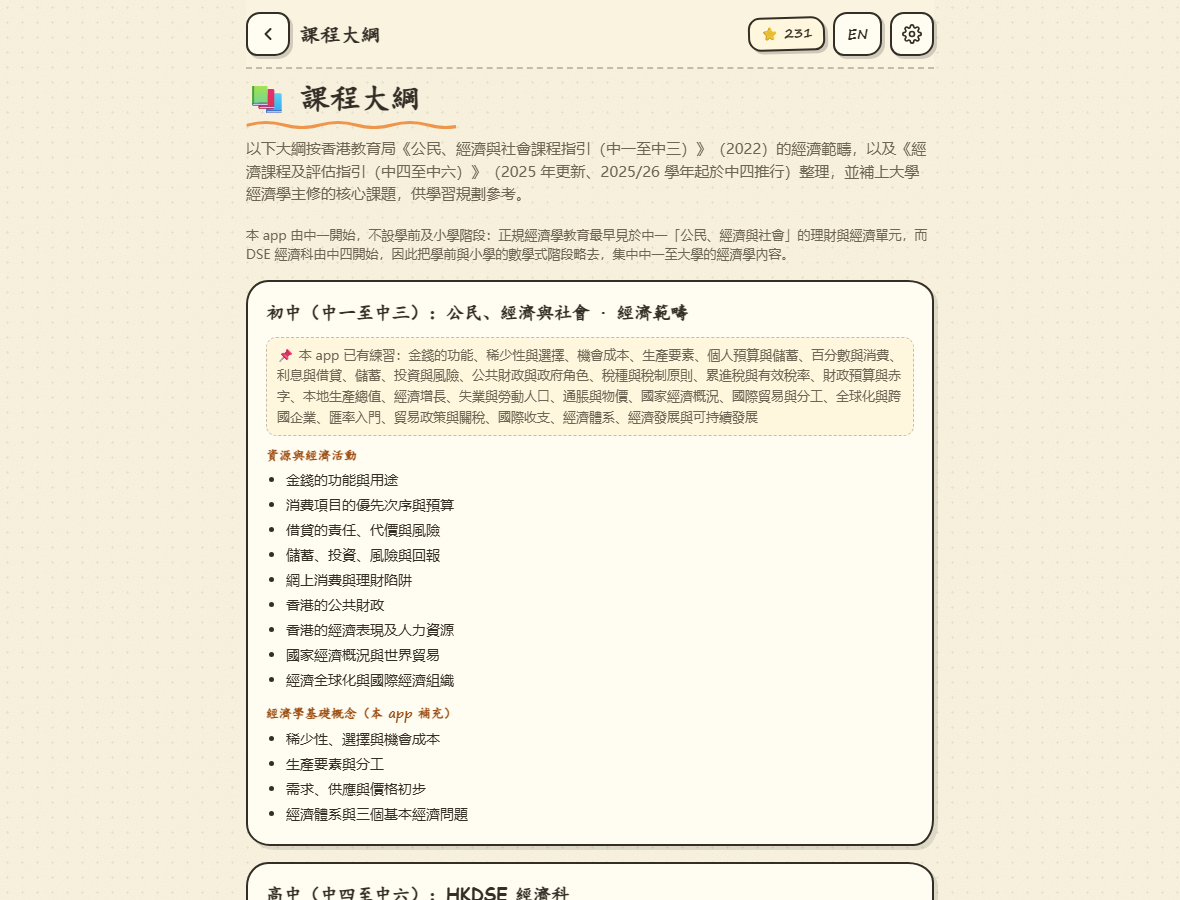 課程大綱
231
EN
課程大綱
以下大綱按香港教育局《公民、經濟與社會課程指引（中一至中三）》（2022）的經濟範疇，以及《經
濟課程及評估指引（中四至中六）》（2025 年更新、2025/26 學年起於中四推行）整理，並補上大學
經濟學主修的核心課題，供學習規劃參考。
本 app 由中一開始，不設學前及小學階段：正規經濟學教育最早見於中一「公民、經濟與社會」的理財與經濟單元，而
DSE 經濟科由中四開始，因此把學前與小學的數學式階段略去，集中中一至大學的經濟學內容。
初中（中一至中三）：公民、經濟與社會 · 經濟範疇
本 app 已有練習：金錢的功能、稀少性與選擇、機會成本、生產要素、個人預算與儲蓄、百分數與消費、
利息與借貸、儲蓄、投資與風險、公共財政與政府角色、稅種與稅制原則、累進稅與有效稅率、財政預算與赤
字、本地生產總值、經濟增長、失業與勞動人口、通脹與物價、國家經濟概況、國際貿易與分工、全球化與跨
國企業、匯率入門、貿易政策與關稅、國際收支、經濟體系、經濟發展與可持續發展
資源與經濟活動
• 金錢的功能與用途
• 消費項目的優先次序與預算
• 借貸的責任、代價與風險
• 儲蓄、投資、風險與回報
• 網上消費與理財陷阱
• 香港的公共財政
• 香港的經濟表現及人力資源
• 國家經濟概況與世界貿易
• 經濟全球化與國際經濟組織
經濟學基礎概念（本 app 補充）
• 稀少性、選擇與機會成本
• 生產要素與分工
• 需求、供應與價格初步
• 經濟體系與三個基本經濟問題
高中（中四至中六）：HKDSE 經濟科